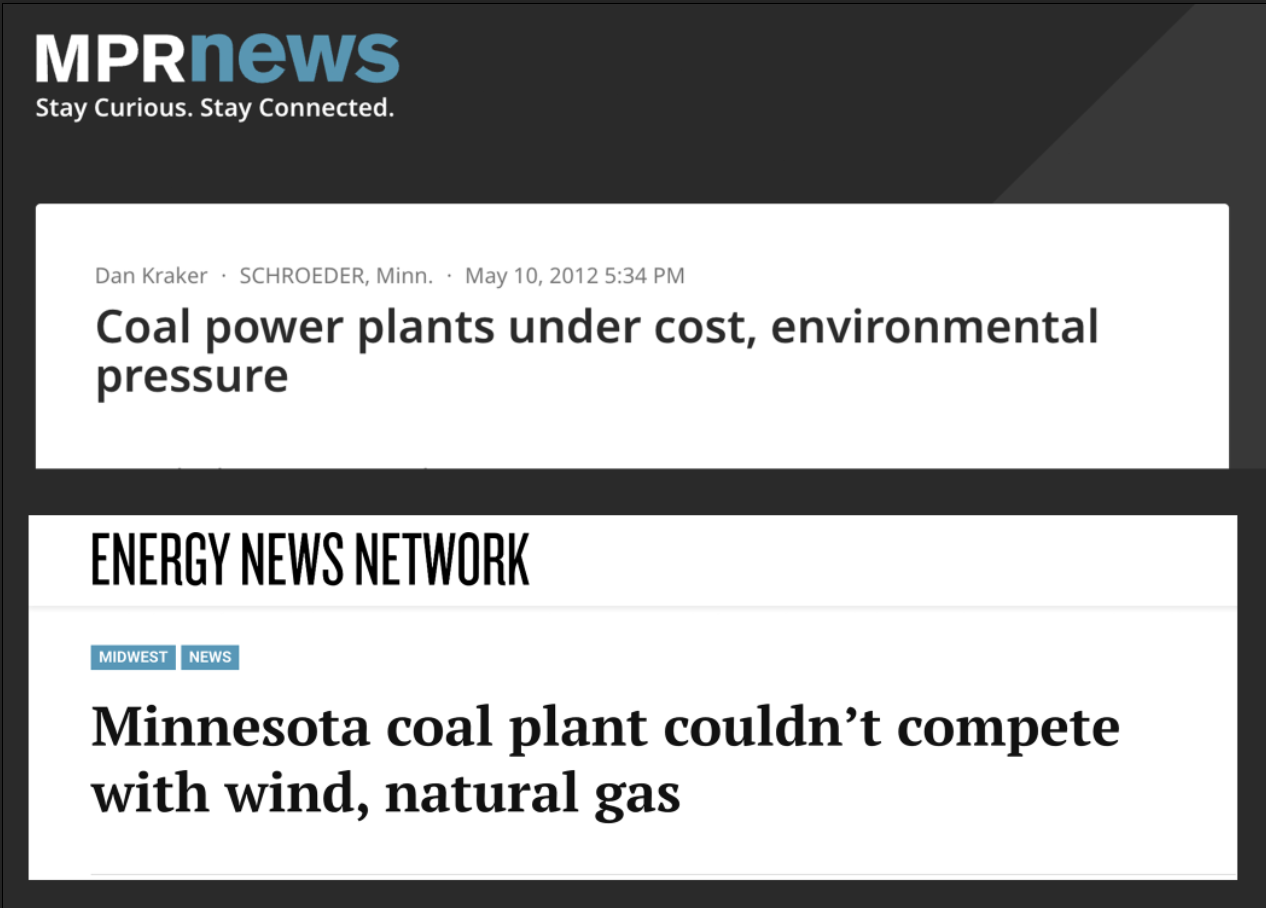 MPRnews
Stay Curious. Stay Connected.
Dan Kraker · SCHROEDER, Minn. · May 10, 2012 5:34 PM
Coal power plants under cost, environmental
pressure
ENERGY NEWS NETWORK
MIDWEST NEWS
Minnesota coal plant couldn’t compete
with wind, natural gas